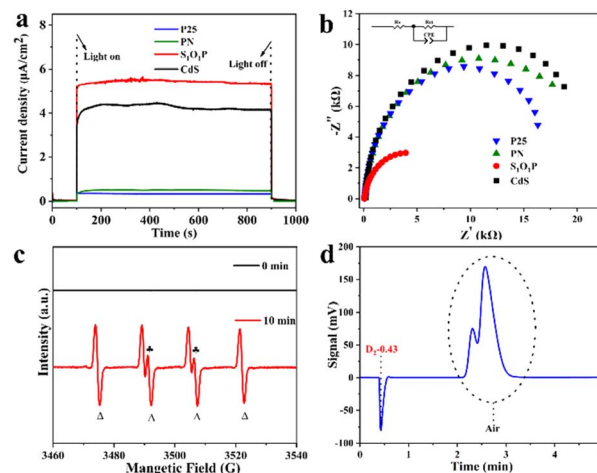 a
P25
PN
S₁O₁P
CdS
Light on
Light off
Current density (μA/cm²)
8
6
4
2
0
0 200 400 600 800 1000
Time (s)
b
Rs
Rct
CPE
-Z'' (kΩ)
12
10
8
6
4
2
0
P25
PN
S₁O₁P
CdS
0 5 10 15 20 25
Z' (kΩ)
c
0 min
10 min
♣ ♣
Δ Λ Λ Δ
Intensity (a.u.)
3460 3480 3500 3520 3540
Mangetic Field (G)
d
Signal (mV)
200
150
100
50
0
-50
-100
D₂-0.43
Air
0 1 2 3 4 5
Time (min)